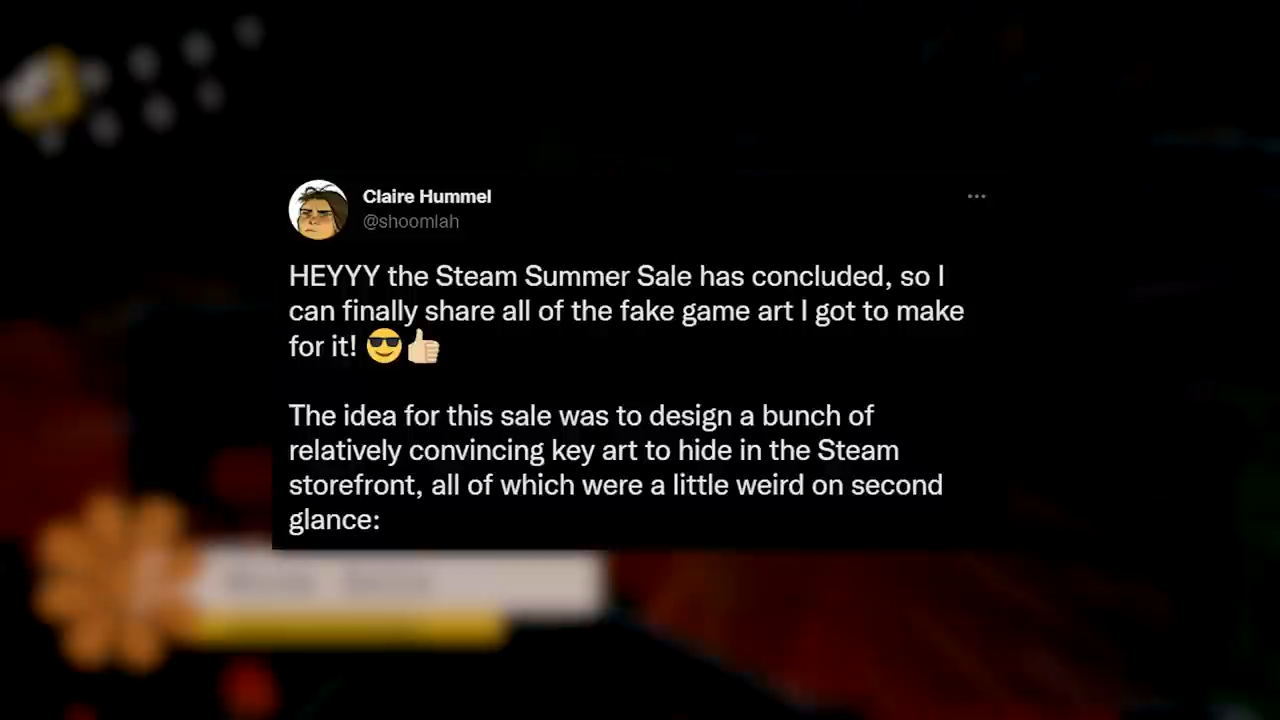 Claire Hummel
@shoomlah
HEYYY the Steam Summer Sale has concluded, so I
can finally share all of the fake game art I got to make
for it! 😎👍🏻
The idea for this sale was to design a bunch of
relatively convincing key art to hide in the Steam
storefront, all of which were a little weird on second
glance: